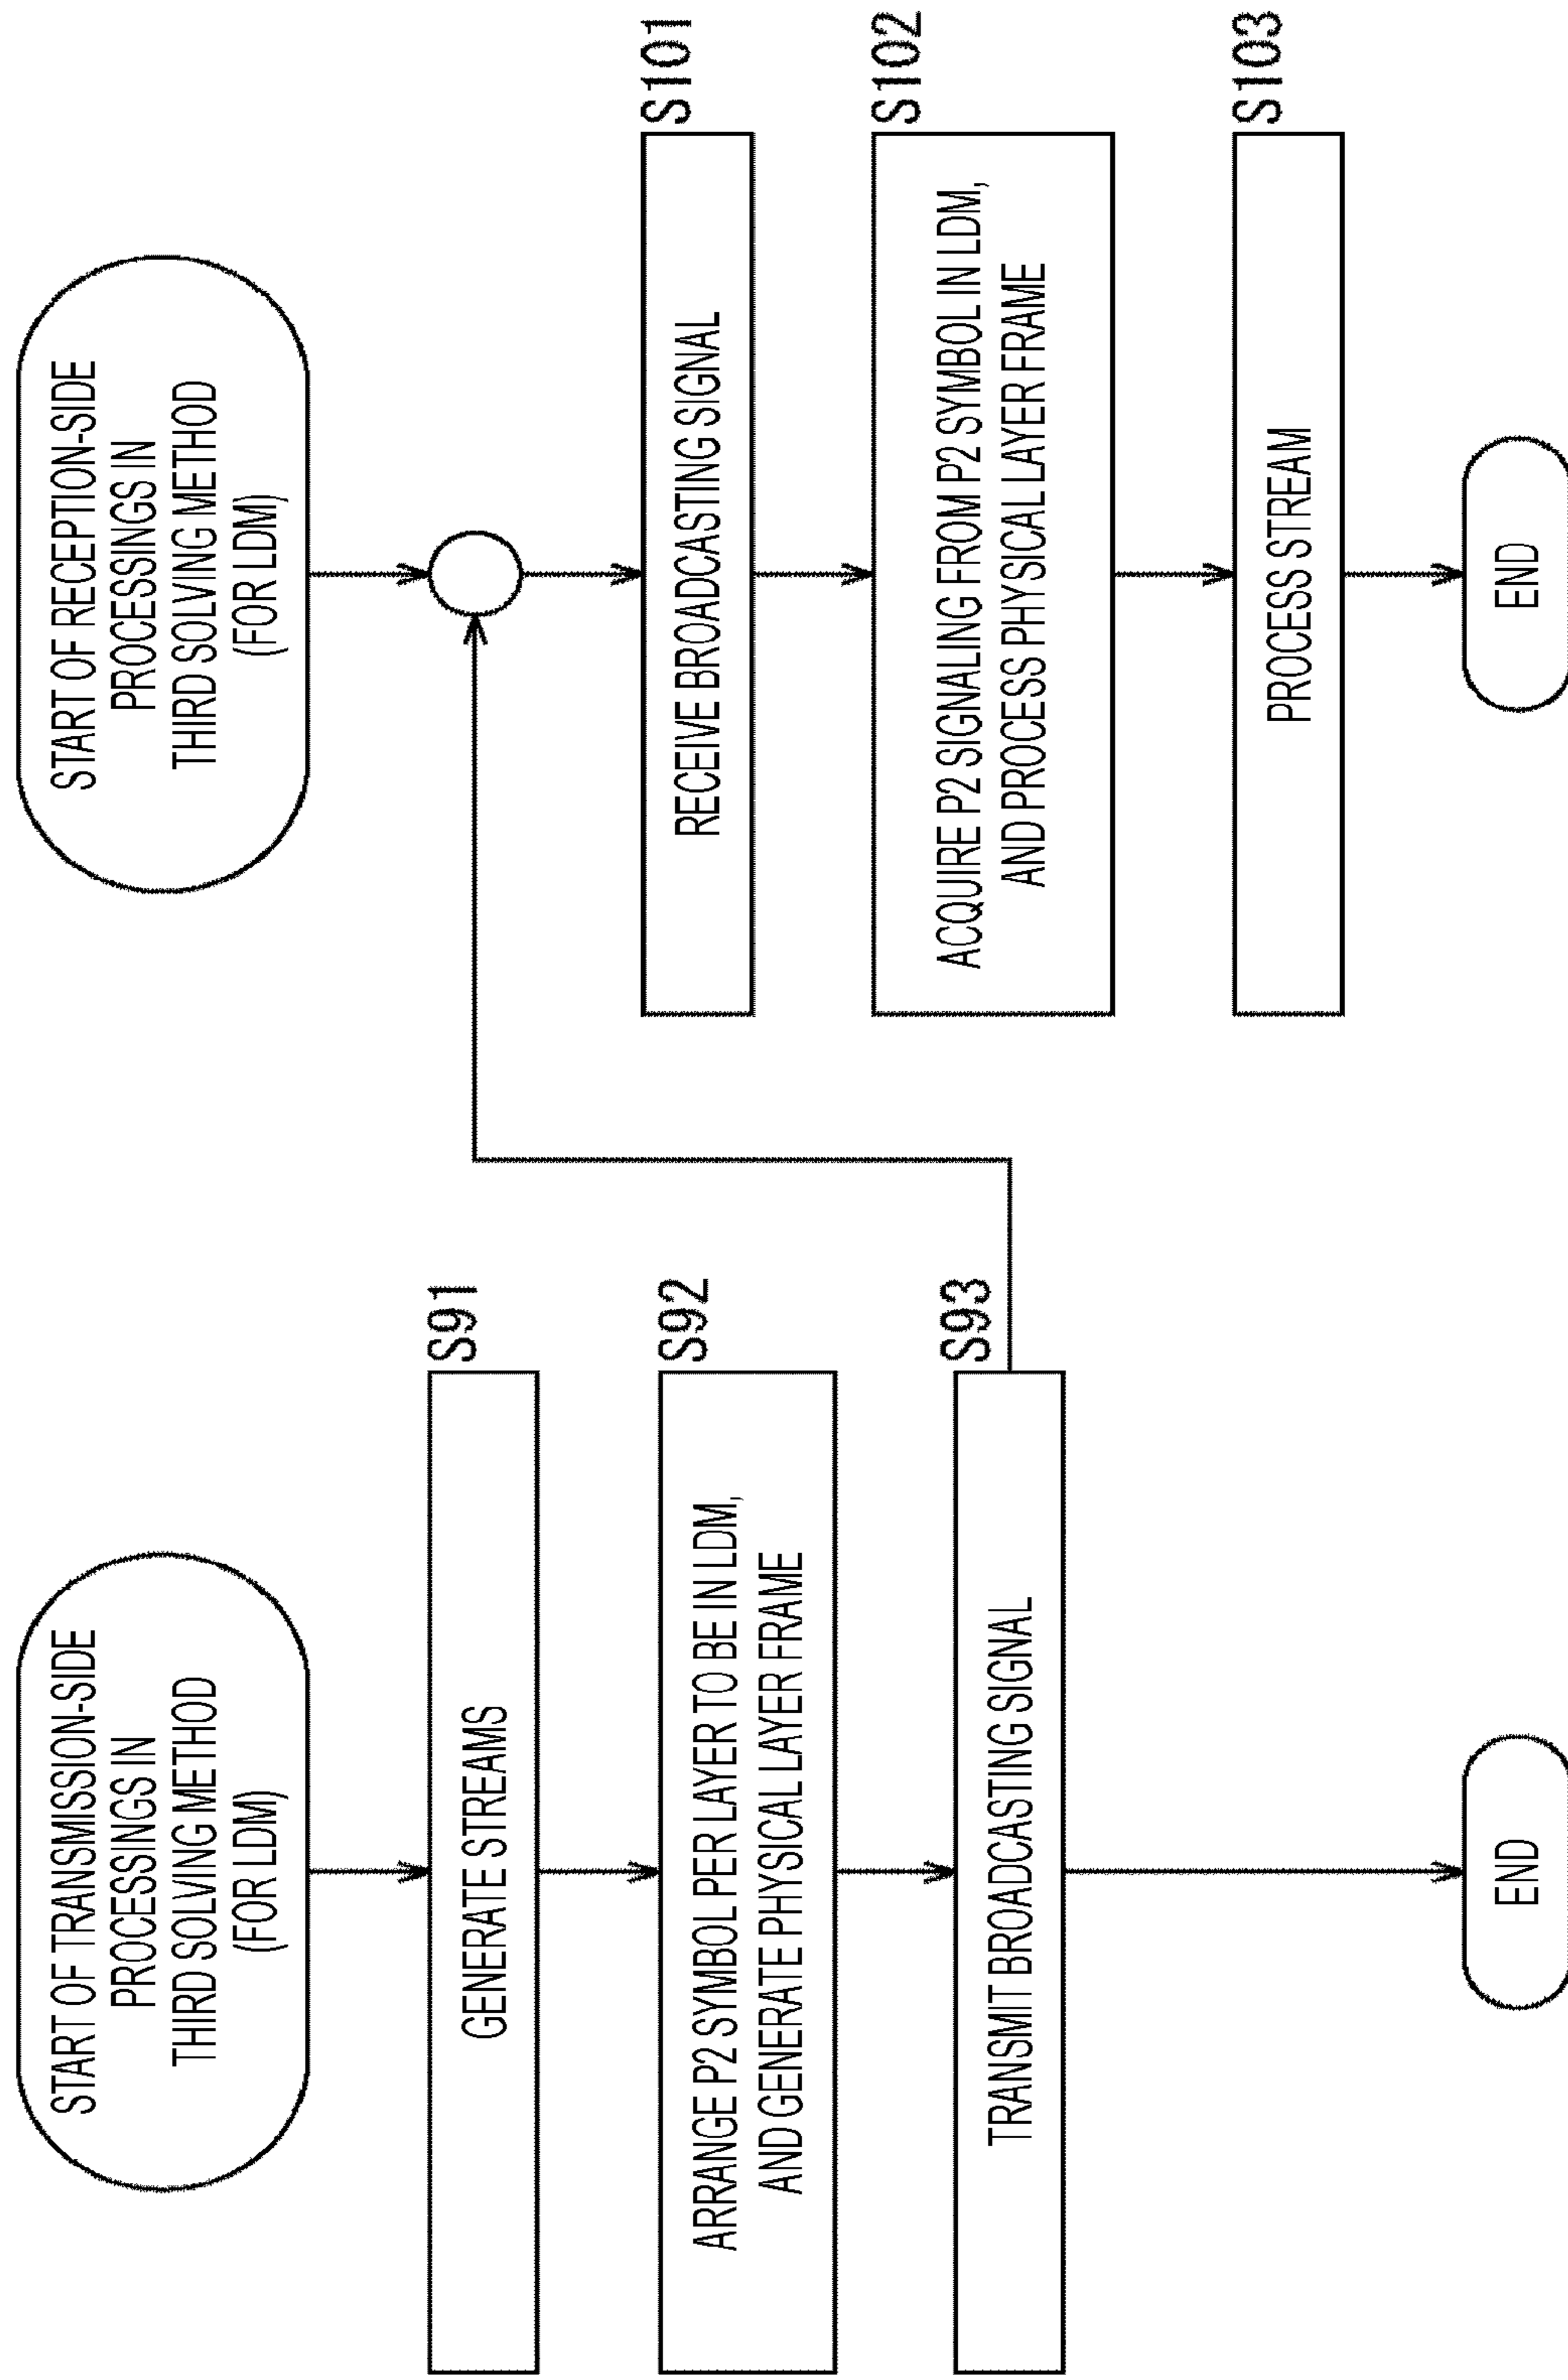 START OF TRANSMISSION-SIDE
PROCESSINGS IN
THIRD SOLVING METHOD
(FOR LDM)
S91
GENERATE STREAMS
S92
ARRANGE P2 SYMBOL PER LAYER TO BE IN LDM,
AND GENERATE PHYSICAL LAYER FRAME
S93
TRANSMIT BROADCASTING SIGNAL
END
START OF RECEPTION-SIDE
PROCESSINGS IN
THIRD SOLVING METHOD
(FOR LDM)
S101
RECEIVE BROADCASTING SIGNAL
S102
ACQUIRE P2 SIGNALING FROM P2 SYMBOL IN LDM,
AND PROCESS PHYSICAL LAYER FRAME
S103
PROCESS STREAM
END